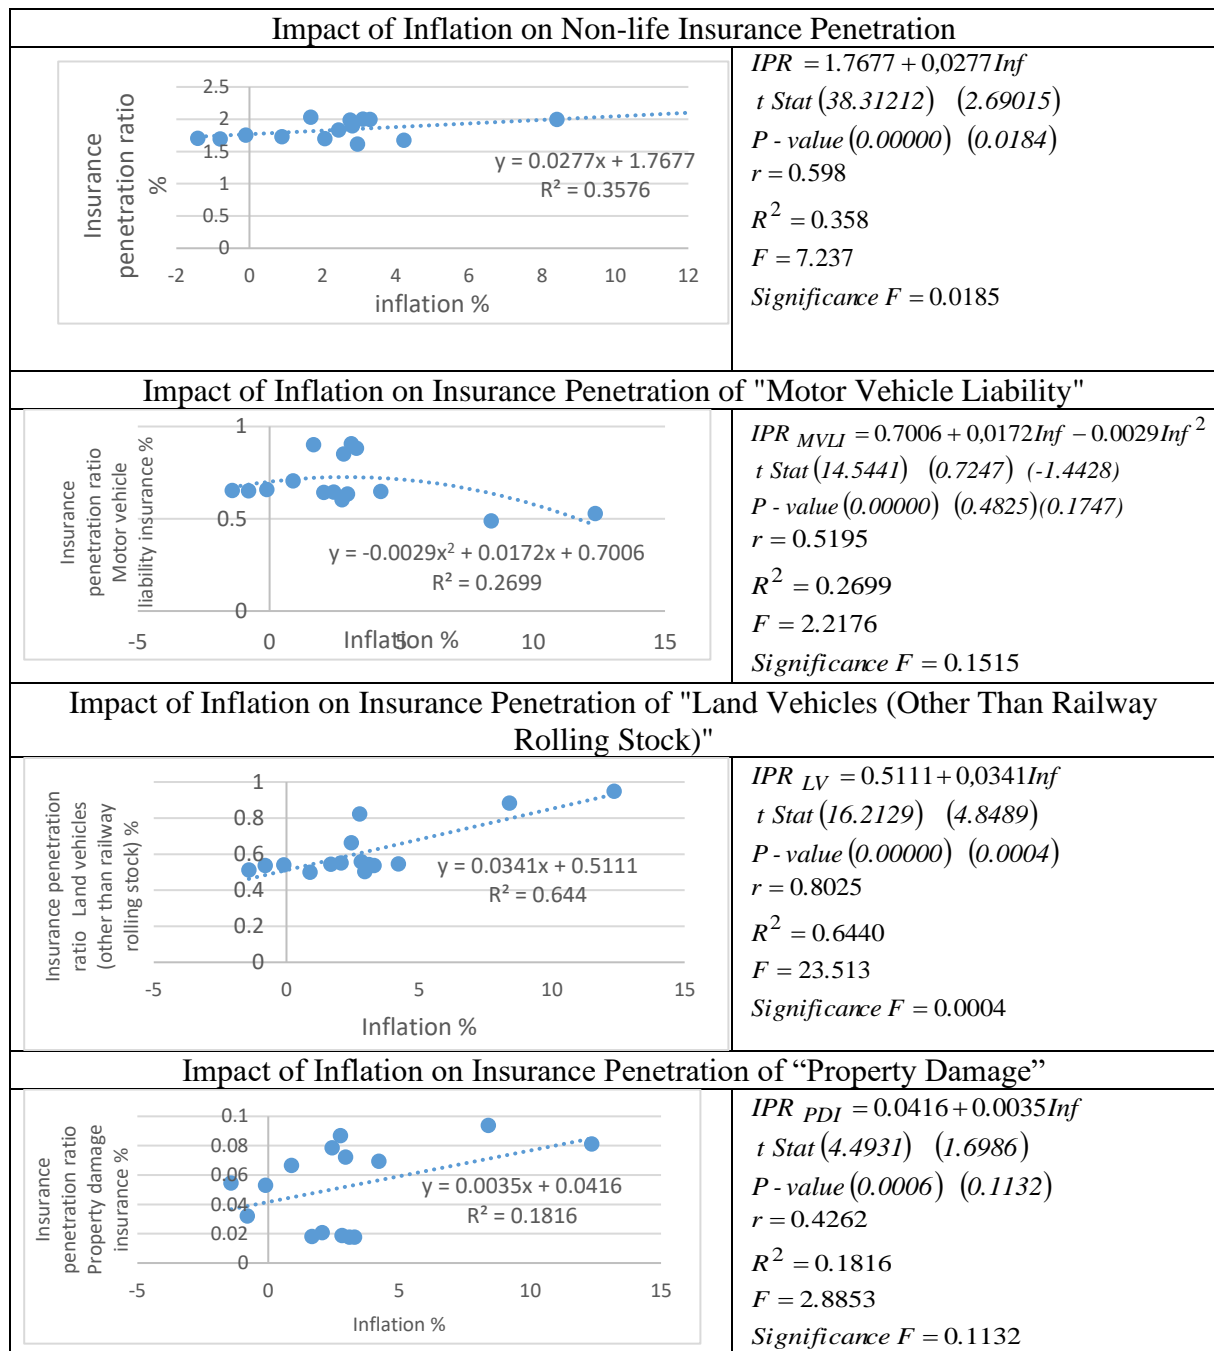 Impact of Inflation on Non-life Insurance Penetration
Insurance
penetration ratio
%
2.5
2
1.5
1
0.5
0
-2 0 2 4 6 8 10 12
inflation %
y = 0.0277x + 1.7677
R² = 0.3576
IPR = 1.7677 + 0,0277Inf
t Stat (38.31212) (2.69015)
P - value (0.00000) (0.0184)
r = 0.598
R² = 0.358
F = 7.237
Significance F = 0.0185
Impact of Inflation on Insurance Penetration of "Motor Vehicle Liability"
Insurance
penetration ratio
Motor vehicle
liability insurance %
1
0.5
0
-5 0 5 10 15
Inflation %
y = -0.0029x² + 0.0172x + 0.7006
R² = 0.2699
IPR MVLI = 0.7006 + 0,0172Inf − 0.0029Inf ²
t Stat (14.5441) (0.7247) (-1.4428)
P - value (0.00000) (0.4825)(0.1747)
r = 0.5195
R² = 0.2699
F = 2.2176
Significance F = 0.1515
Impact of Inflation on Insurance Penetration of "Land Vehicles (Other Than Railway
Rolling Stock)"
Insurance penetration
ratio Land vehicles
(other than railway
rolling stock) %
1
0.8
0.6
0.4
0.2
0
-5 0 5 10 15
Inflation %
y = 0.0341x + 0.5111
R² = 0.644
IPR LV = 0.5111 + 0,0341Inf
t Stat (16.2129) (4.8489)
P - value (0.00000) (0.0004)
r = 0.8025
R² = 0.6440
F = 23.513
Significance F = 0.0004
Impact of Inflation on Insurance Penetration of “Property Damage”
Insurance
penetration ratio
Property damage
insurance %
0.1
0.08
0.06
0.04
0.02
0
-5 0 5 10 15
Inflation %
y = 0.0035x + 0.0416
R² = 0.1816
IPR PDI = 0.0416 + 0.0035Inf
t Stat (4.4931) (1.6986)
P - value (0.0006) (0.1132)
r = 0.4262
R² = 0.1816
F = 2.8853
Significance F = 0.1132